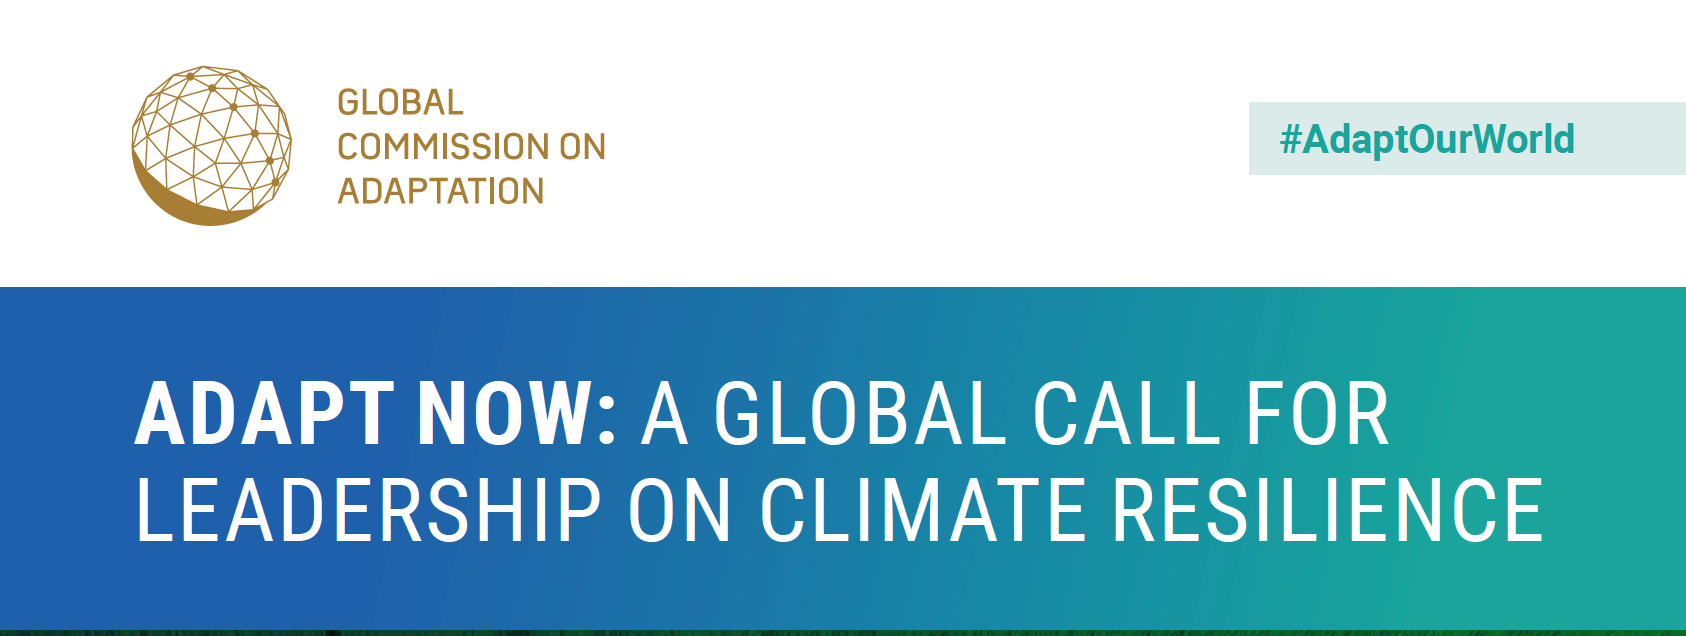 GLOBAL
COMMISSION ON
ADAPTATION
#AdaptOurWorld
ADAPT NOW: A GLOBAL CALL FOR
LEADERSHIP ON CLIMATE RESILIENCE